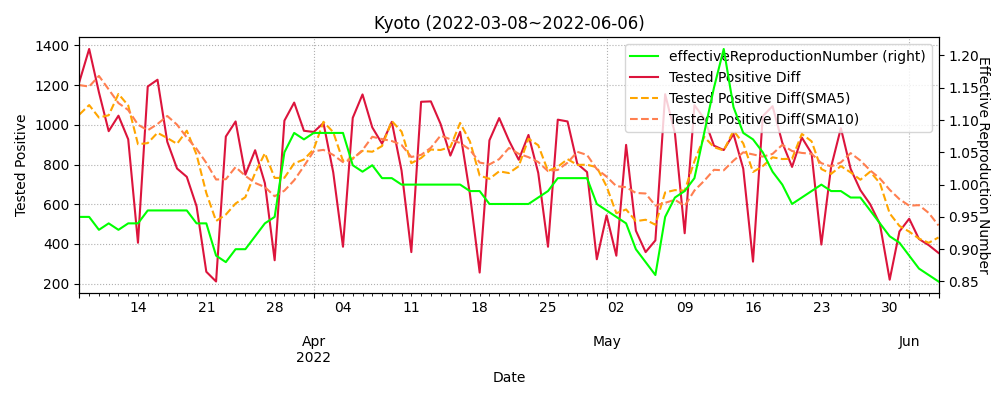 Kyoto (2022-03-08~2022-06-06)
effectiveReproductionNumber (right)
Tested Positive Diff
Tested Positive Diff(SMA5)
Tested Positive Diff(SMA10)
Tested Positive
1400
1200
1000
800
600
400
200
Effective Reproduction Number
1.20
1.15
1.10
1.05
1.00
0.95
0.90
0.85
14 21 28 04 11 18 25 02 09 16 23 30
Apr May Jun
2022
Date